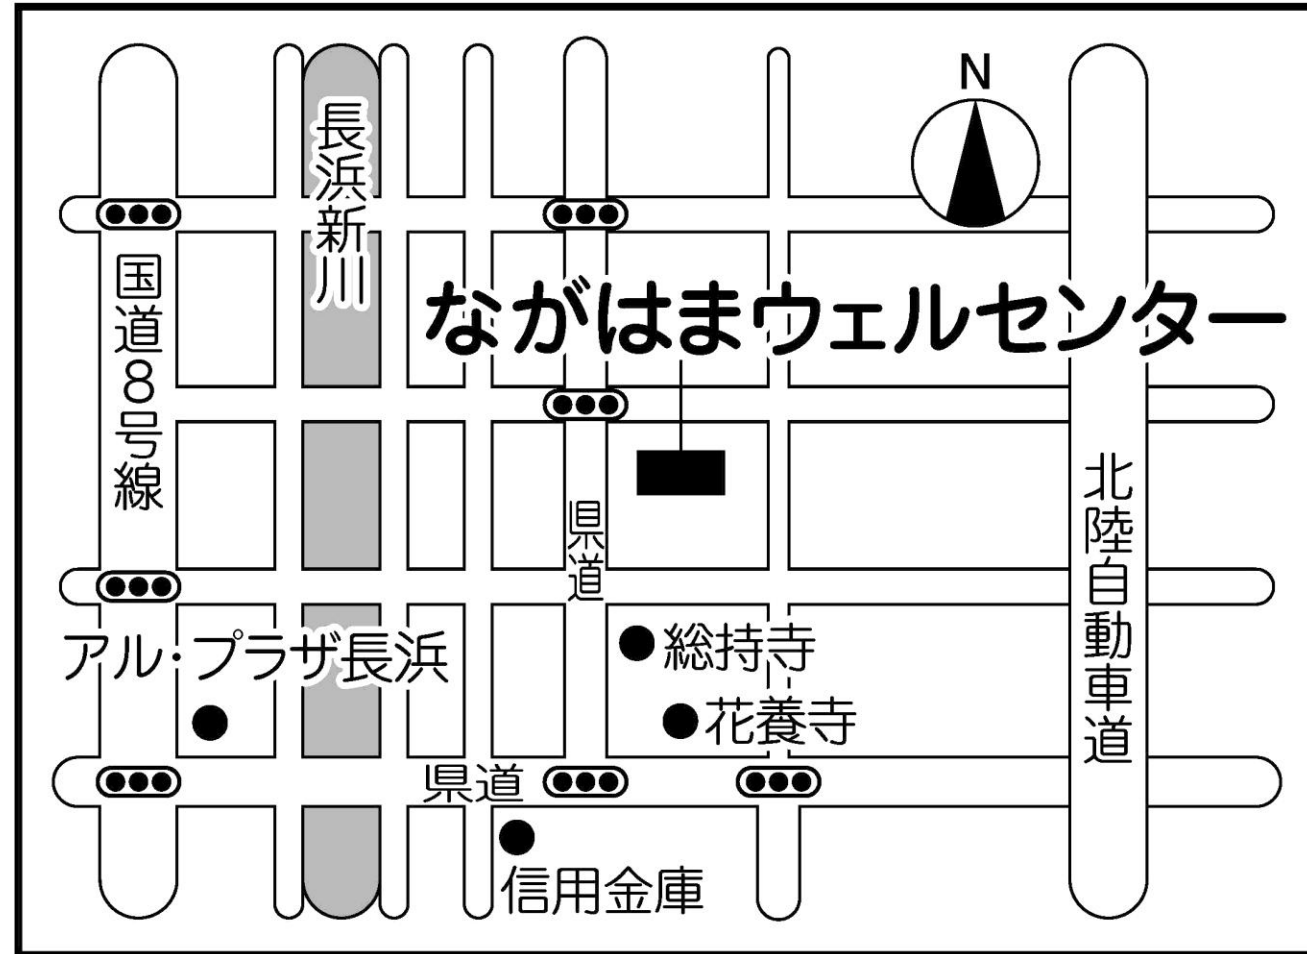 N
長浜新川
国道8号線
ながはまウェルセンター
県道
北陸自動車道
アル・プラザ長浜
総持寺
花養寺
県道
信用金庫